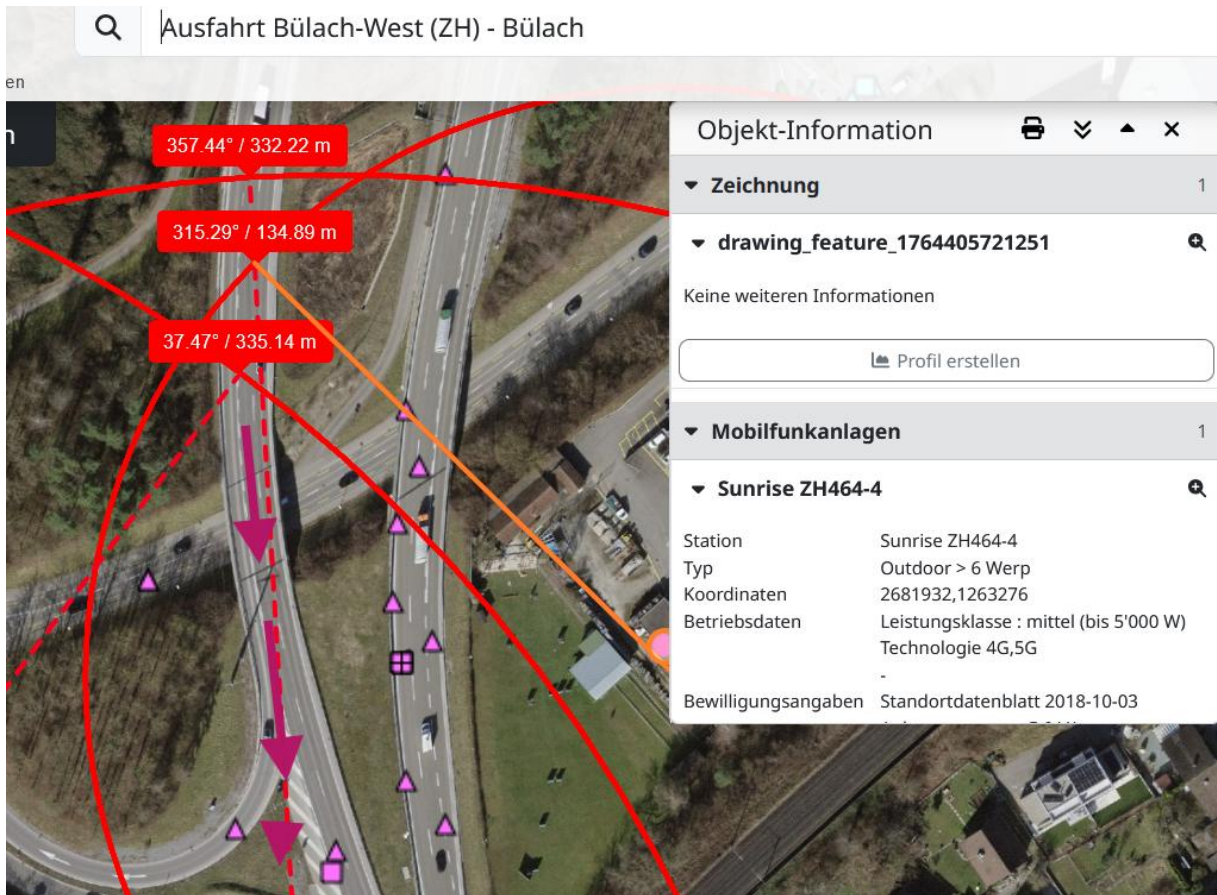 Ausfahrt Bülach-West (ZH) - Bülach
en
n
357.44° / 332.22 m
315.29° / 134.89 m
37.47° / 335.14 m
Objekt-Information
Zeichnung 1
drawing_feature_1764405721251
Keine weiteren Informationen
Profil erstellen
Mobilfunkanlagen 1
Sunrise ZH464-4
Station Sunrise ZH464-4
Typ Outdoor > 6 Werp
Koordinaten 2681932,1263276
Betriebsdaten Leistungsklasse : mittel (bis 5'000 W)
Technologie 4G,5G
-
Bewilligungsangaben Standortdatenblatt 2018-10-03